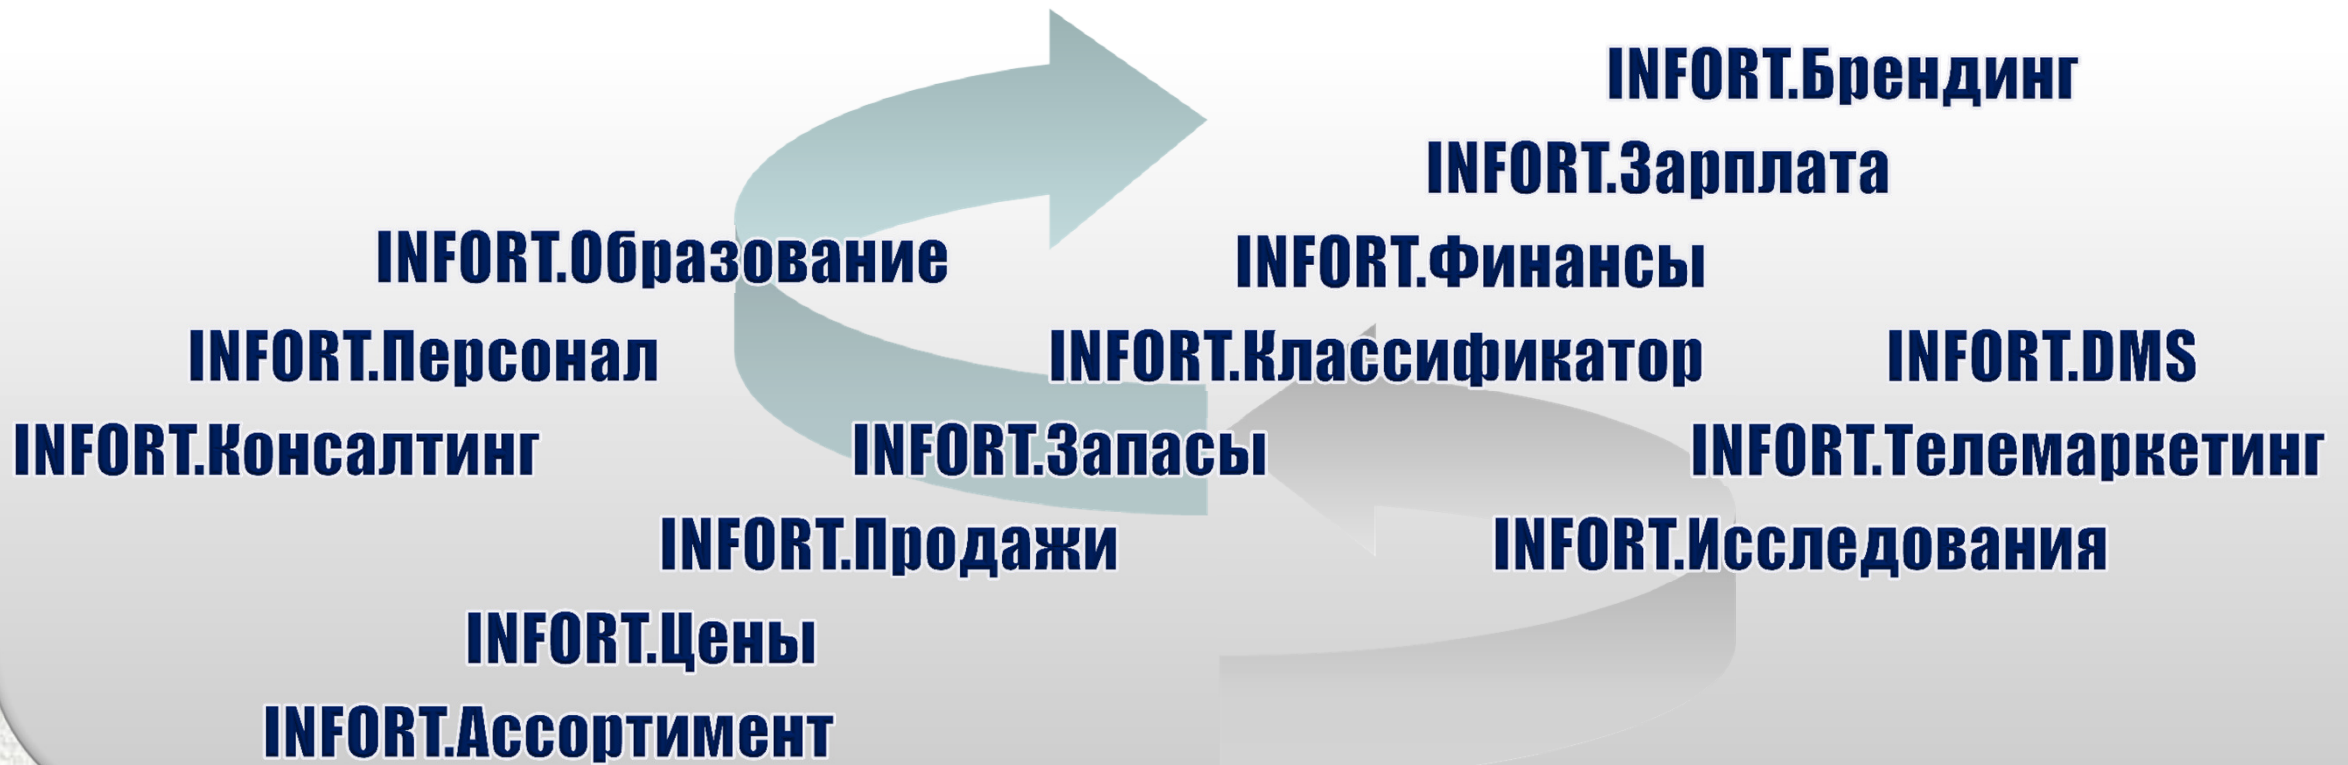 INFORT.Брендинг
INFORT.Зарплата
INFORT.Образование
INFORT.Финансы
INFORT.Персонал
INFORT.Классификатор
INFORT.DMS
INFORT.Консалтинг
INFORT.Запасы
INFORT.Телемаркетинг
INFORT.Продажи
INFORT.Исследования
INFORT.Цены
INFORT.Ассортимент